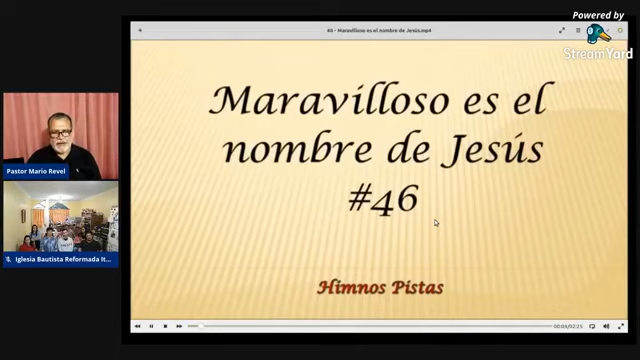 Powered by
StreamYard
46 - Maravilloso es el nombre de Jesús.mp4
Maravilloso es el
nombre de Jesús
#46
Himnos Pistas
Pastor Mario Revel
Iglesia Bautista Reformada It...
00:04/02:25